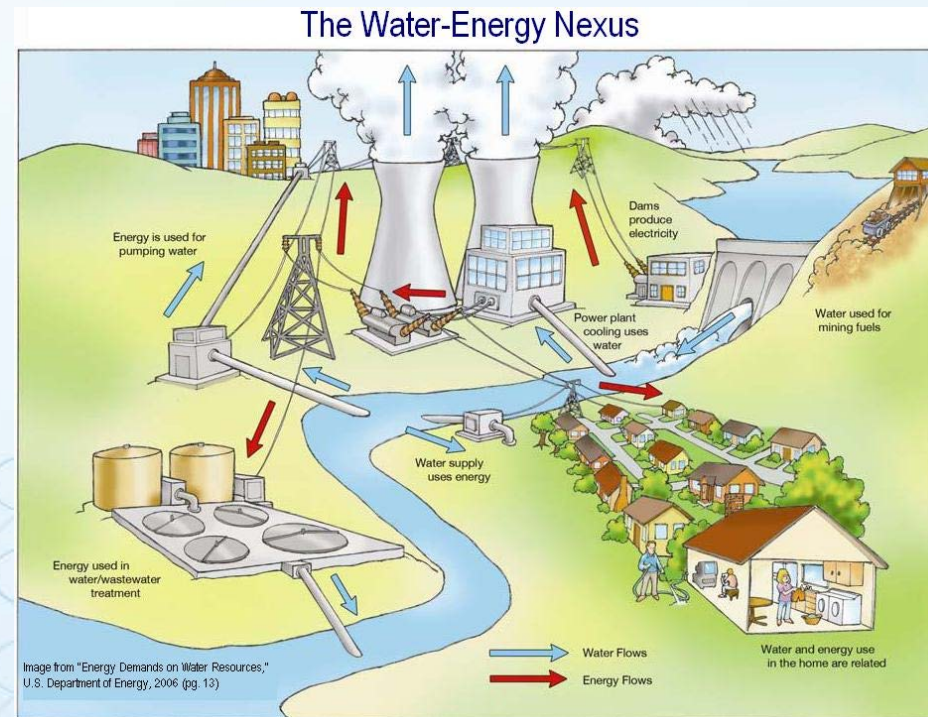 The Water-Energy Nexus
Energy is used for
pumping water
Dams
produce
electricity
Power plant
cooling uses
water
Water used for
mining fuels
Water supply
uses energy
Energy used in
water/wastewater
treatment
Water and energy use
in the home are related
Water Flows
Energy Flows
Image from "Energy Demands on Water Resources,"
U.S. Department of Energy, 2006 (pg. 13)